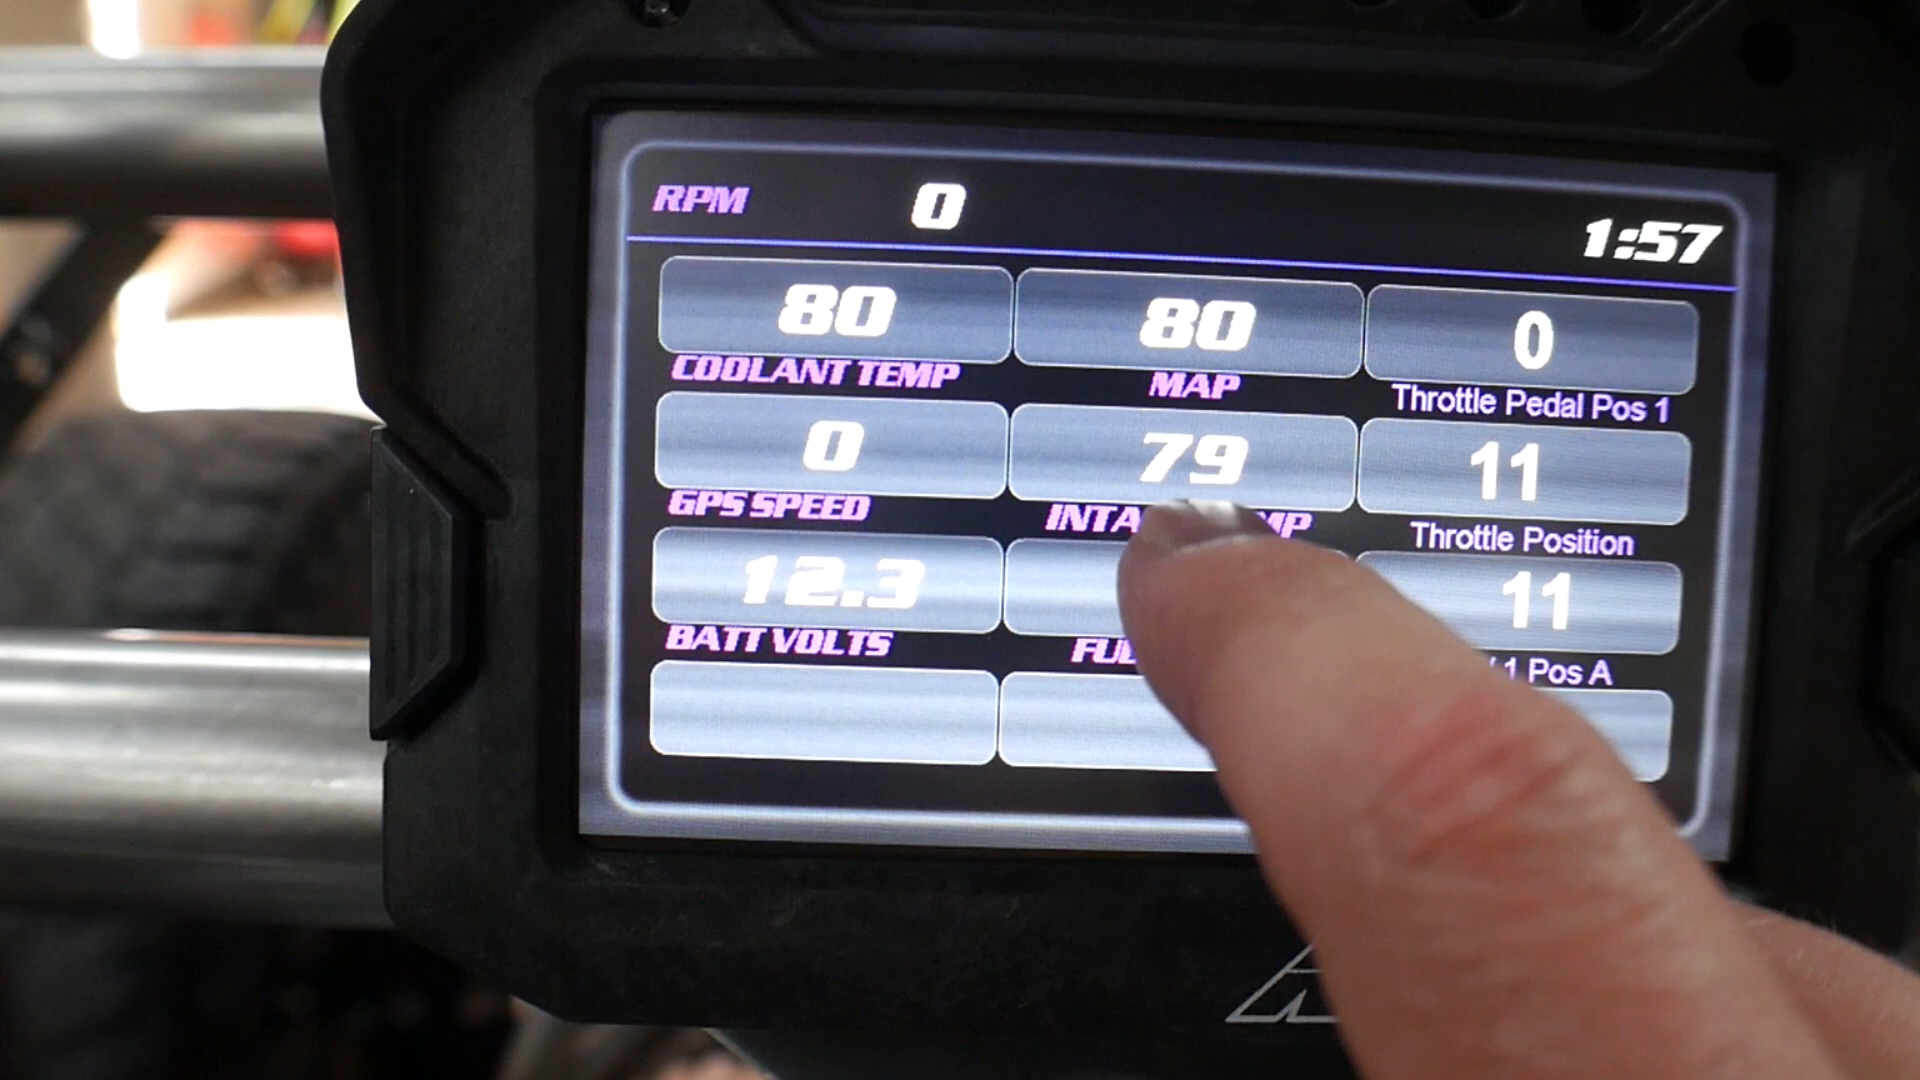 RPM 0
1:57
80 80 0
COOLANT TEMP MAP Throttle Pedal Pos 1
0 79 11
GPS SPEED Throttle Position
12.3 11
BATT VOLTS 1 Pos A